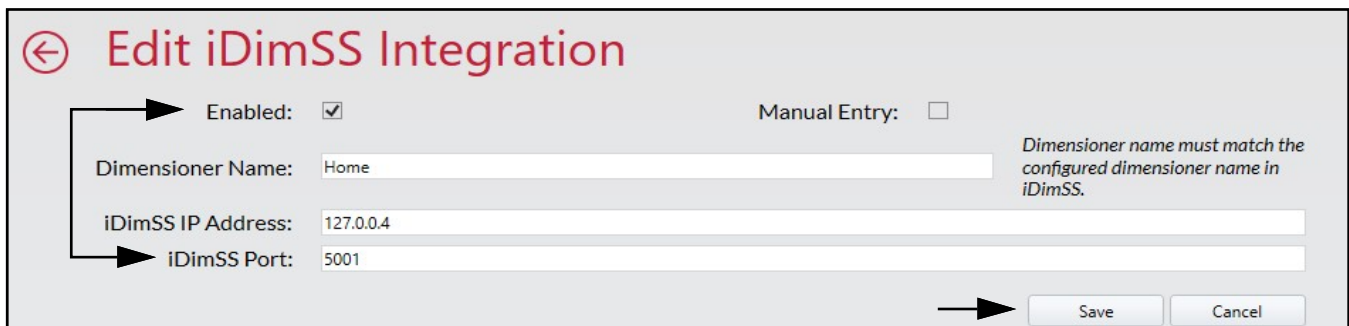 Edit iDimSS Integration
Enabled:
Manual Entry:
Dimensioner Name:
Home
Dimensioner name must match the
configured dimensioner name in
iDimSS.
iDimSS IP Address:
127.0.0.4
iDimSS Port:
5001
Save
Cancel